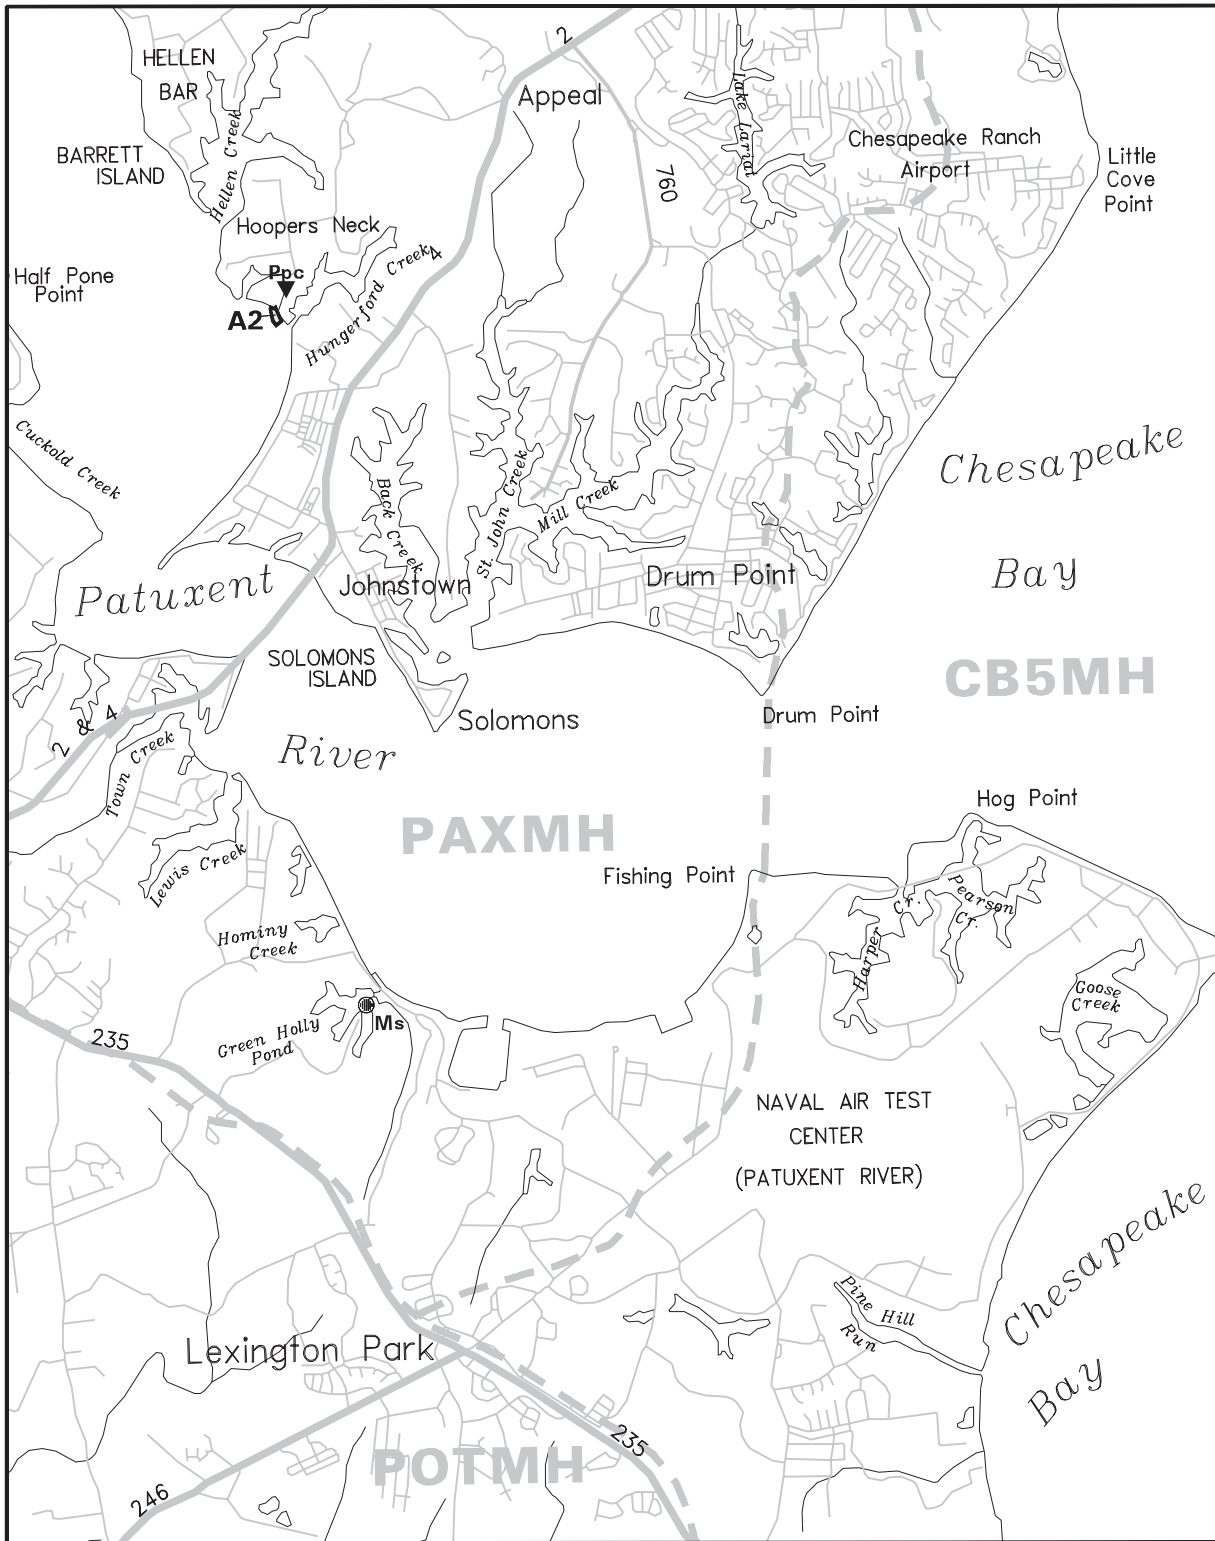 2
HELLEN
BAR
Appeal
Lake Lariat
Hellen Creek
Chesapeake Ranch
Airport
BARRETT
ISLAND
Little
Cove
Point
760
Hoopers Neck
4
Half Pone
Point
Ppc
A2
Hungerford Creek
Cuckold Creek
Chesapeake
Bay
Back Creek
St. John Creek
Mill Creek
Patuxent
Johnstown
Drum Point
SOLOMONS
ISLAND
CB5MH
Solomons
Drum Point
2 & 4
Town Creek
River
Hog Point
PAXMH
Lewis Creek
Fishing Point
Pearson
Cr.
Harper
Cr.
Hominy
Creek
Goose
Creek
Ms
Green Holly
Pond
235
NAVAL AIR TEST
CENTER
(PATUXENT RIVER)
Chesapeake
Bay
Pine Hill
Run
Lexington Park
235
POTMH
246